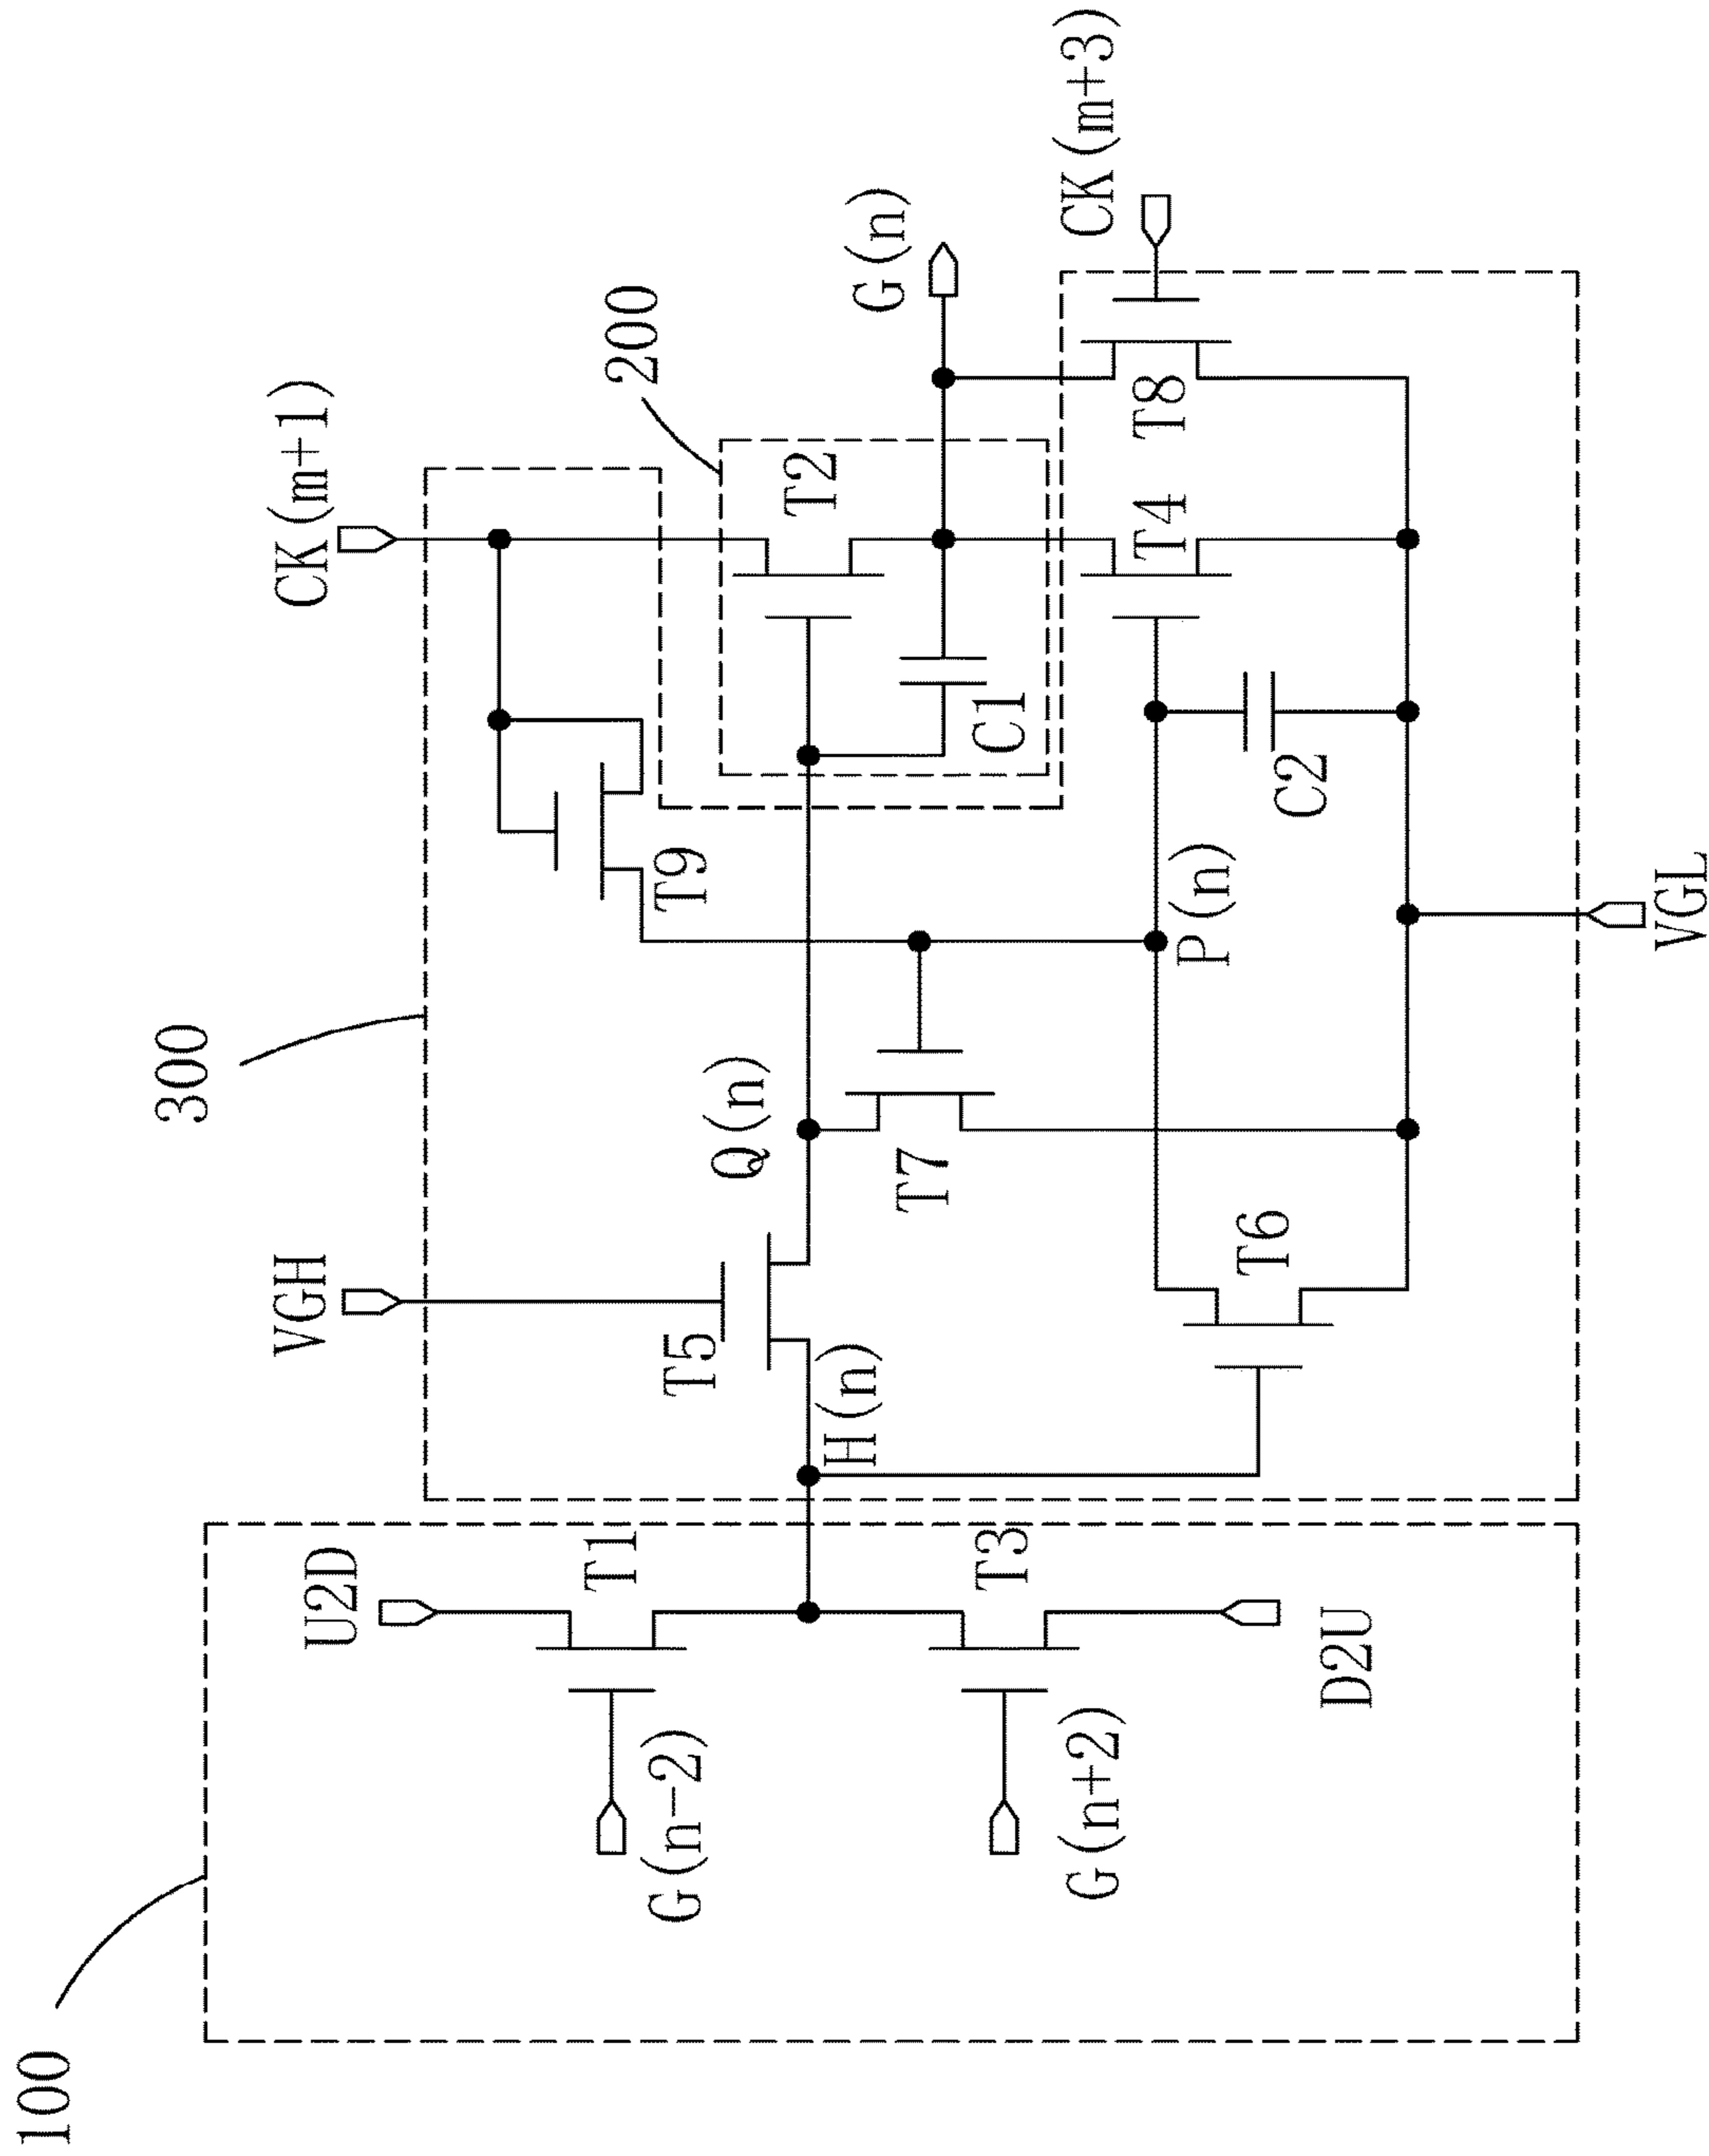 100
300
200
U2D
VGH
CK(m+1)
T1
T5
T9
T2
G(n-2)
H(n)
Q(n)
G(n)
T7
C1
T3
G(n+2)
P(n)
T4
T8
CK(m+3)
T6
C2
D2U
VGL